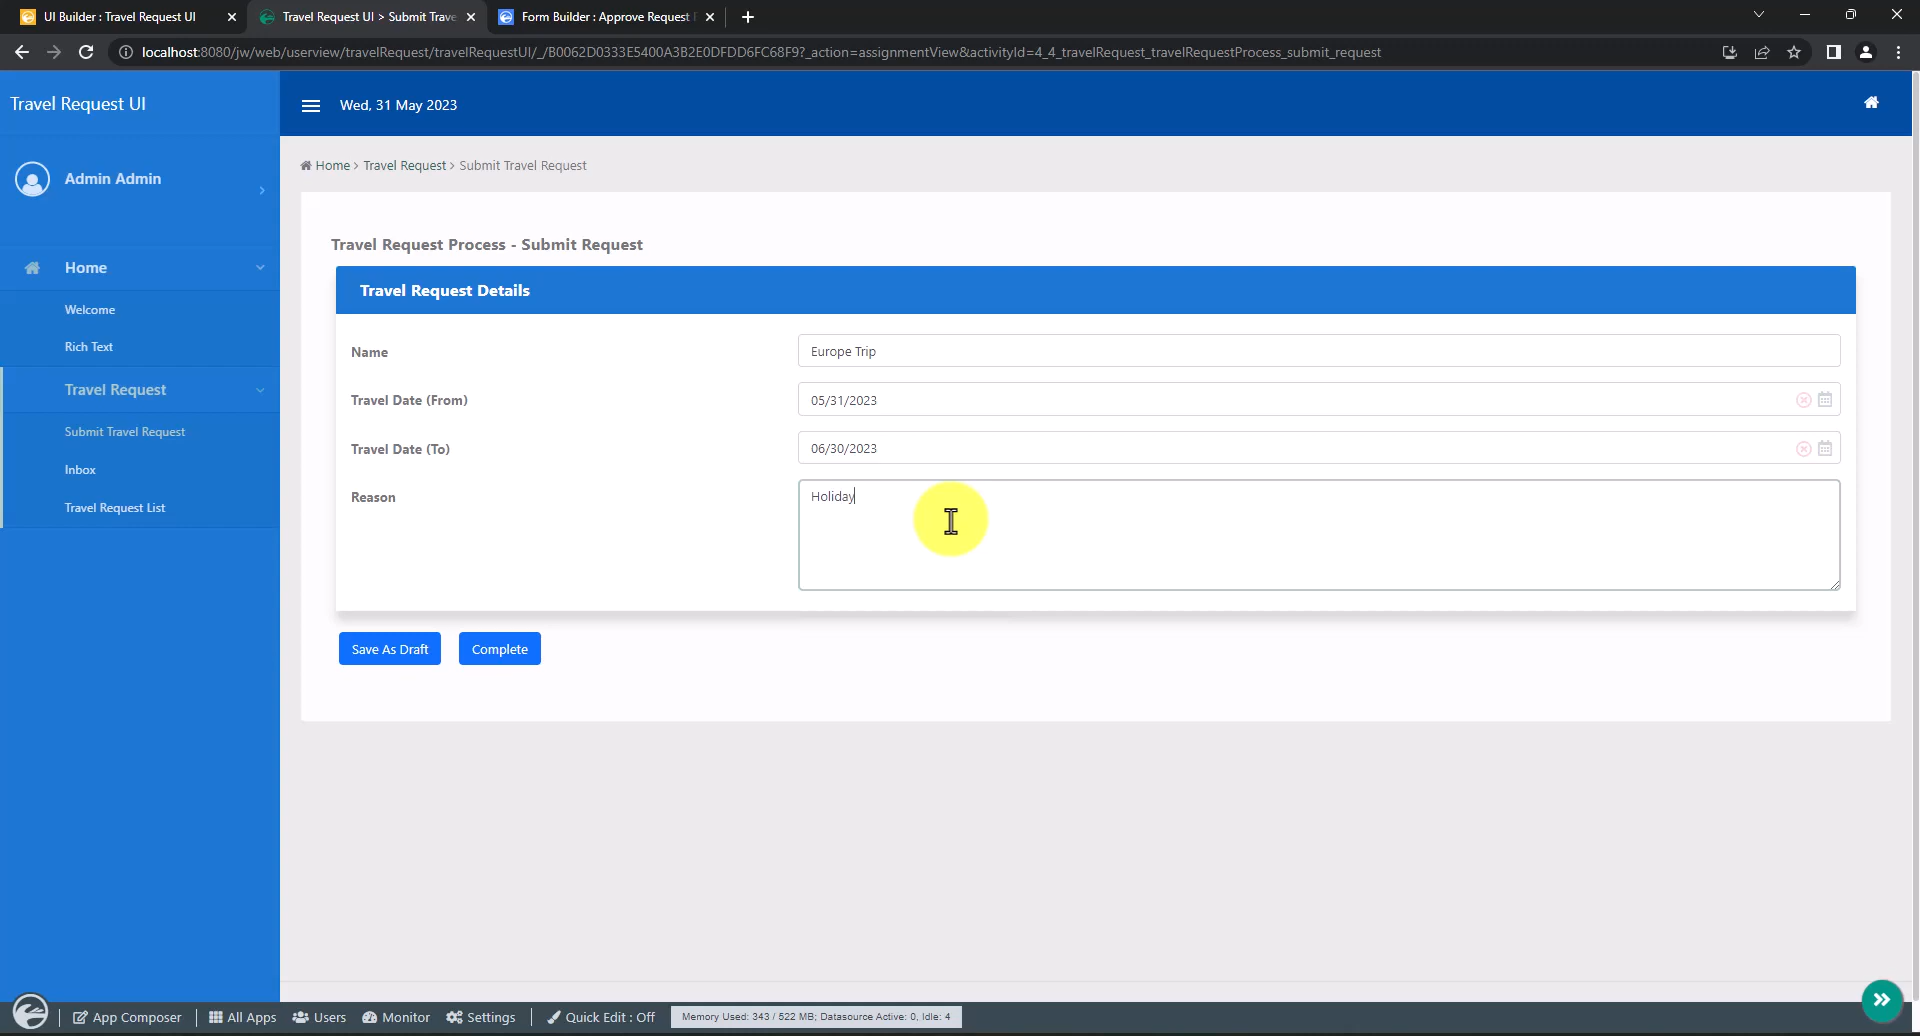 UI Builder : Travel Request UI
Travel Request UI > Submit Trave
Form Builder : Approve Request
localhost:8080/jw/web/userview/travelRequest/travelRequestUI/_/B0062D0333E5400A3B2E0DFDD6FC68F9?_action=assignmentView&activityId=4_4_travelRequest_travelRequestProcess_submit_request
Travel Request UI
Wed, 31 May 2023
Admin Admin
Home > Travel Request > Submit Travel Request
Home
Welcome
Rich Text
Travel Request
Submit Travel Request
Inbox
Travel Request List
Travel Request Process - Submit Request
Travel Request Details
Name
Europe Trip
Travel Date (From)
05/31/2023
Travel Date (To)
06/30/2023
Reason
Holiday
Save As Draft
Complete
App Composer
All Apps
Users
Monitor
Settings
Quick Edit : Off
Memory Used: 343 / 522 MB; Datasource Active: 0, Idle: 4